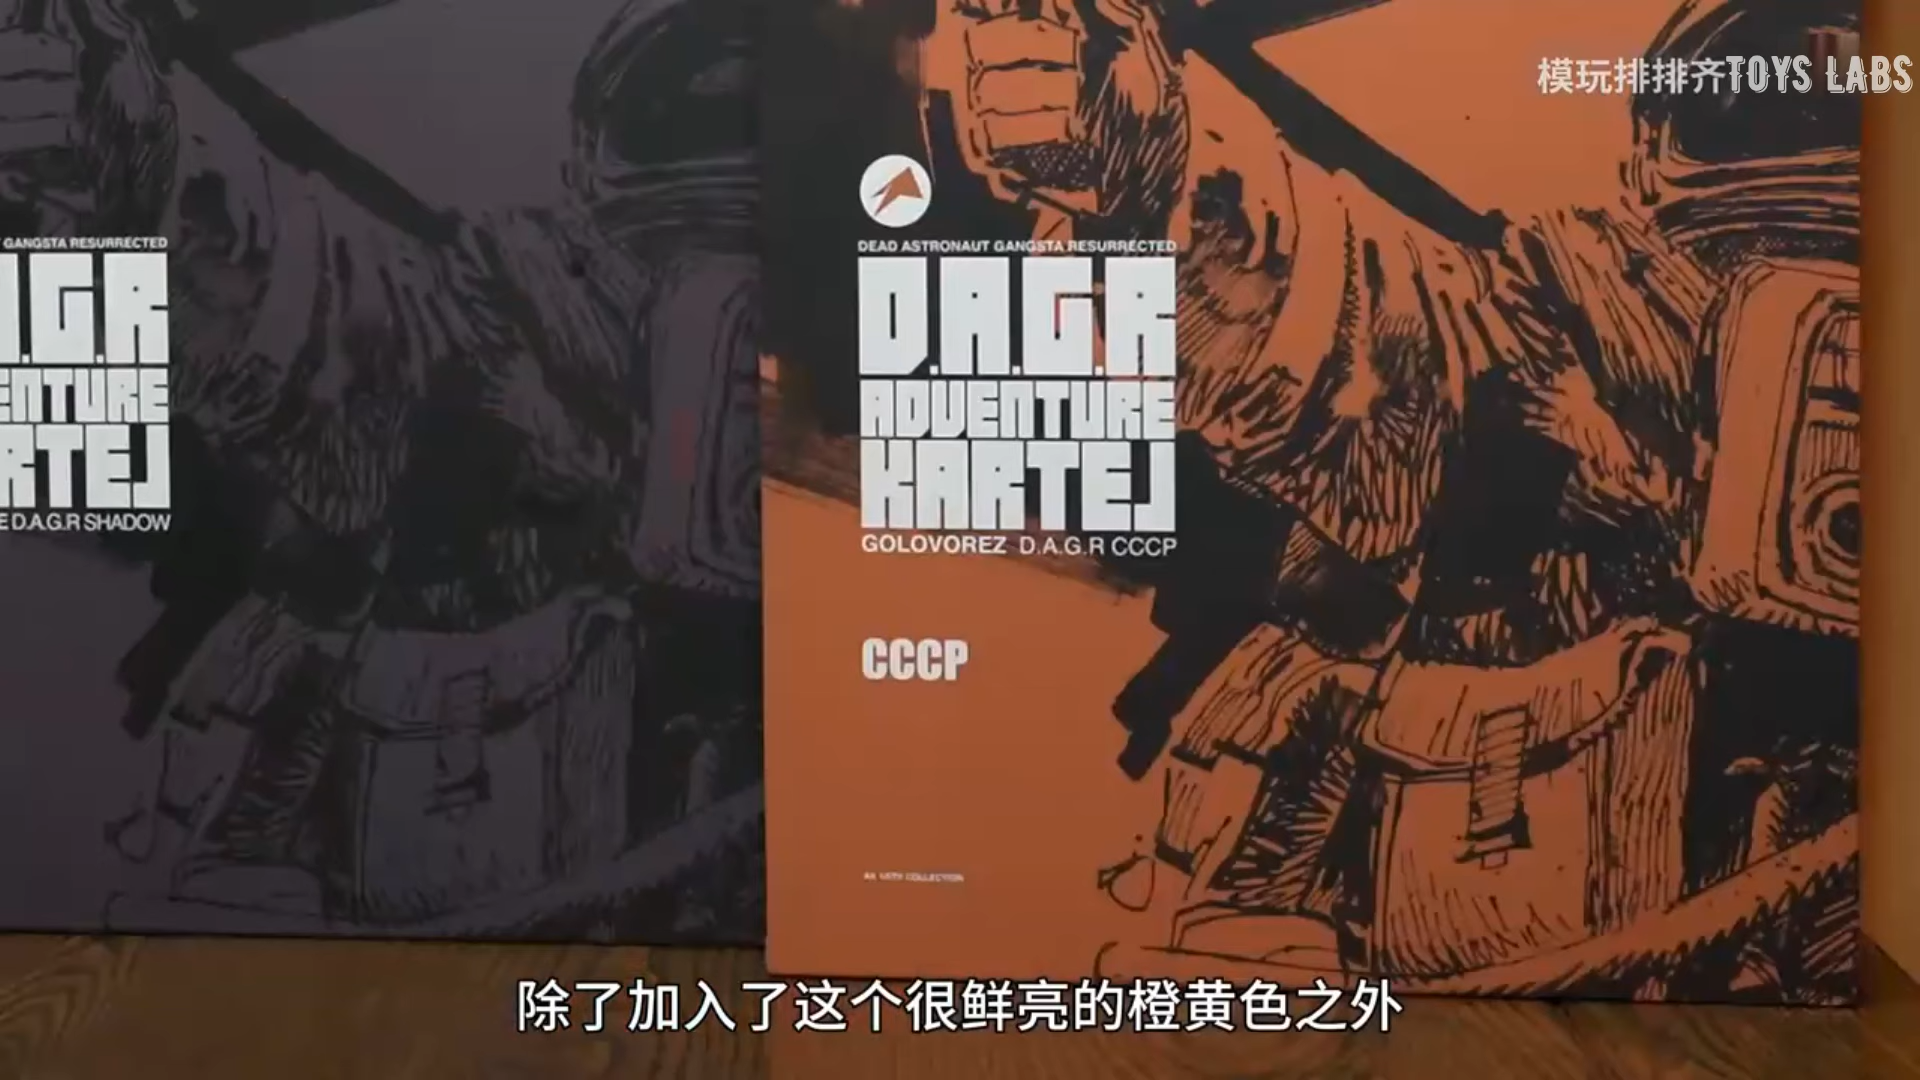 模玩排排齐TOYS LABS
GANGSTA RESURRECTED
.G.R
ENTURE
RTEJ
E D.A.G.R SHADOW
DEAD ASTRONAUT GANGSTA RESURRECTED
D.A.G.R
ADVENTURE
KARTEJ
GOLOVOREZ D.A.G.R CCCP
CCCP
COLLECTION
除了加入了这个很鲜亮的橙黄色之外